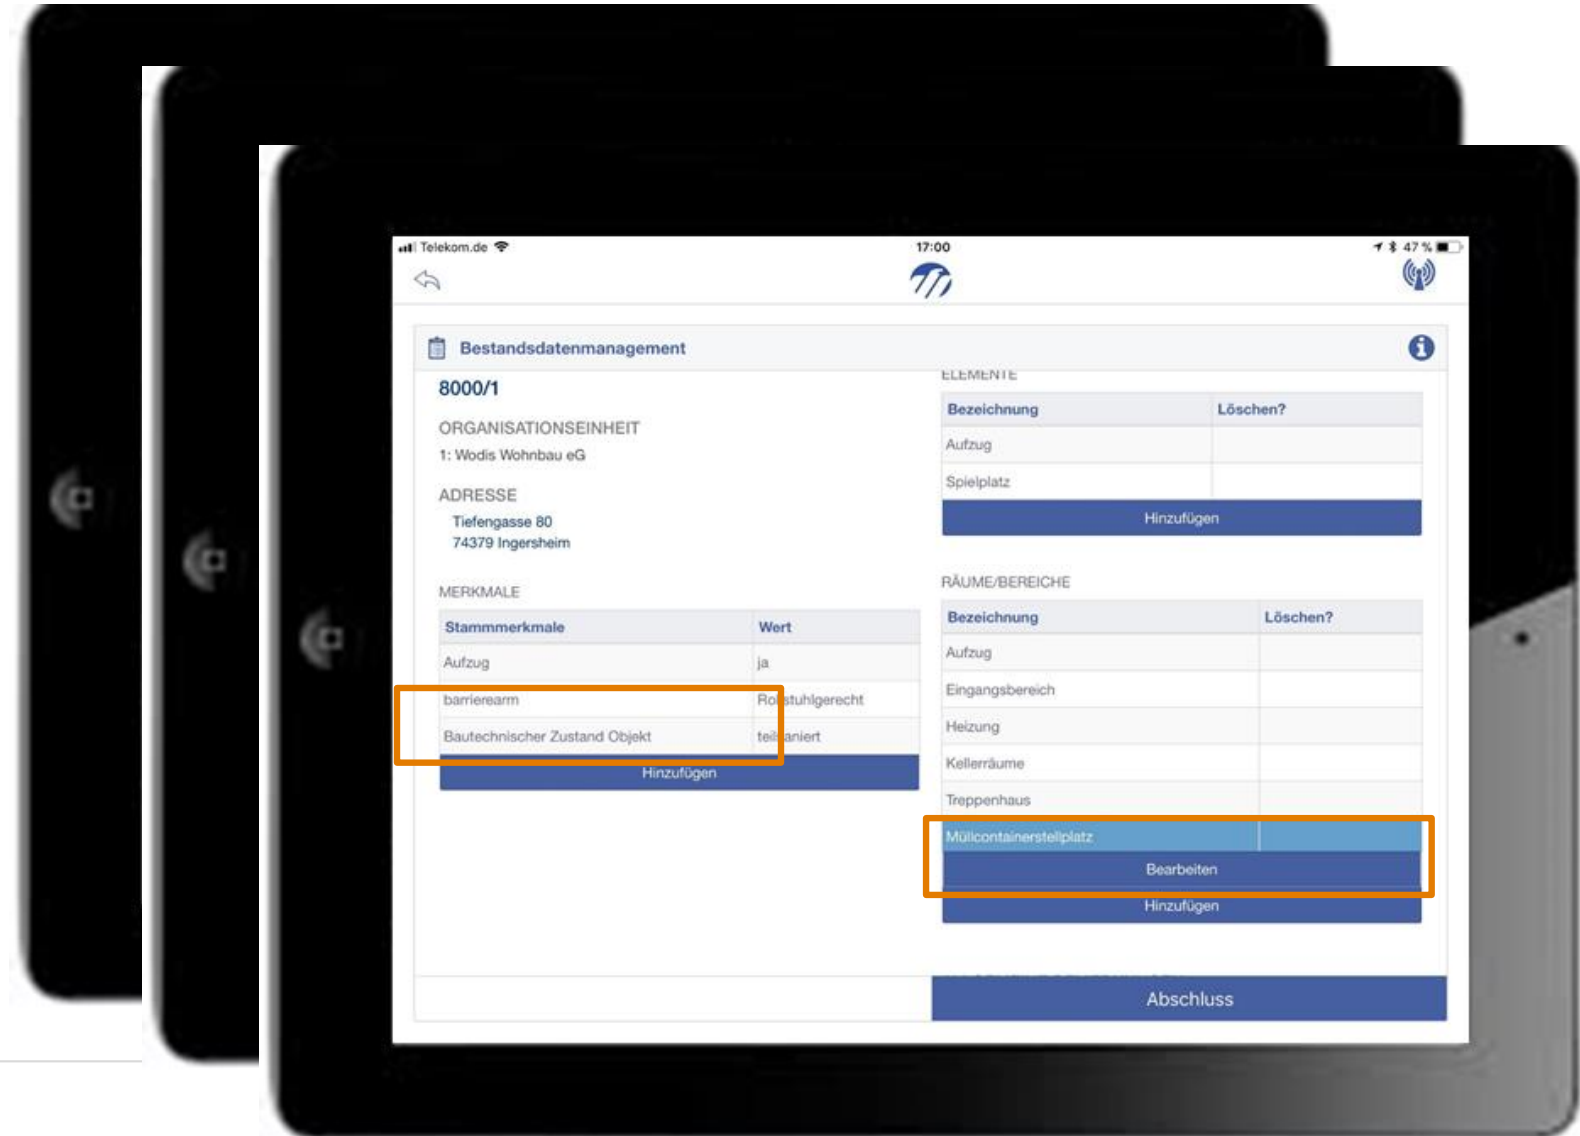 Telekom.de 17:00 47 %
Bestandsdatenmanagement
8000/1
ORGANISATIONSEINHEIT
1: Wodis Wohnbau eG
ADRESSE
Tiefengasse 80
74379 Ingersheim
MERKMALE
Stammmerkmale Wert
Aufzug ja
barrierearm Rollstuhlgerecht
Bautechnischer Zustand Objekt teilsaniert
Hinzufügen
ELEMENTE
Bezeichnung Löschen?
Aufzug
Spielplatz
Hinzufügen
RÄUME/BEREICHE
Bezeichnung Löschen?
Aufzug
Eingangsbereich
Heizung
Kellerräume
Treppenhaus
Müllcontainerstellplatz
Bearbeiten
Hinzufügen
Abschluss